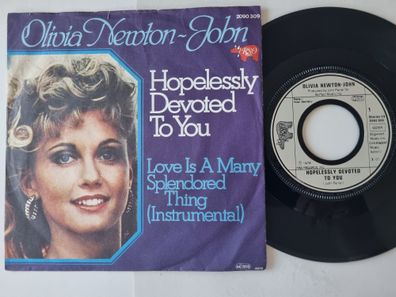 2090 309
Olivia Newton-John
RSO
Hopelessly
Devoted
To You
Love Is A Many
Splendored
Thing
(Instrumental)
OLIVIA NEWTON-JOHN
HOPELESSLY DEVOTED
TO YOU